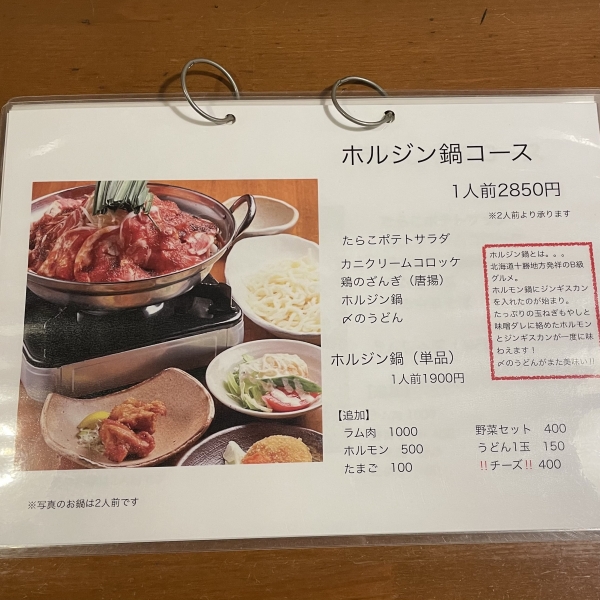 ホルジン鍋コース
1人前2850円
※2人前より承ります
たらこポテトサラダ
カニクリームコロッケ
鶏のざんぎ（唐揚）
ホルジン鍋
〆のうどん
ホルジン鍋とは。。。
北海道十勝地方発祥のB級
グルメ。
ホルモン鍋にジンギスカン
を入れたのが始まり。
たっぷりの玉ねぎもやしと
味噌ダレに絡めたホルモン
とジンギスカンが一度に味
わえます！
〆のうどんがまた美味い!!
ホルジン鍋（単品）
1人前1900円
【追加】
ラム肉 1000
ホルモン 500
たまご 100
野菜セット 400
うどん1玉 150
‼チーズ‼ 400
※写真のお鍋は2人前です